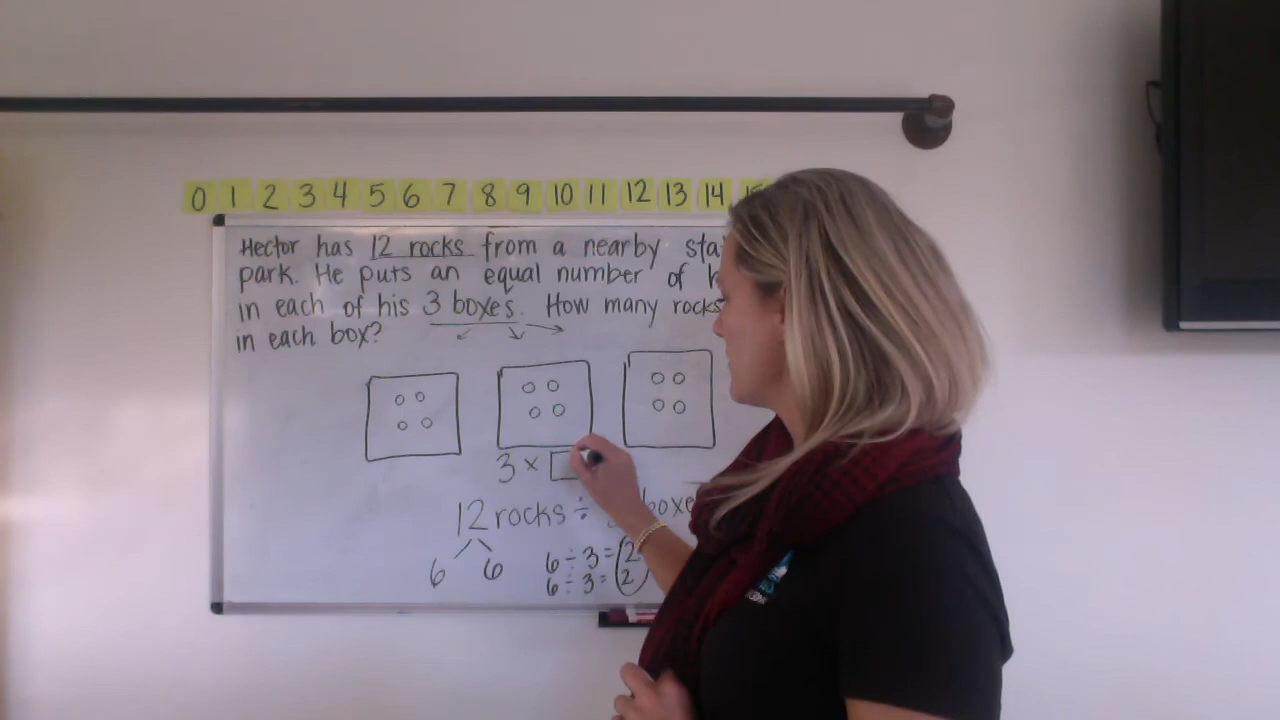 0 1 2 3 4 5 6 7 8 9 10 11 12 13 14
Hector has 12 rocks from a nearby sta
park. He puts an equal number of
in each of his 3 boxes. How many rocks
in each box?
3 ×
12 rocks ÷ boxe
6 6
6 ÷ 3 = 2
6 ÷ 3 = 2